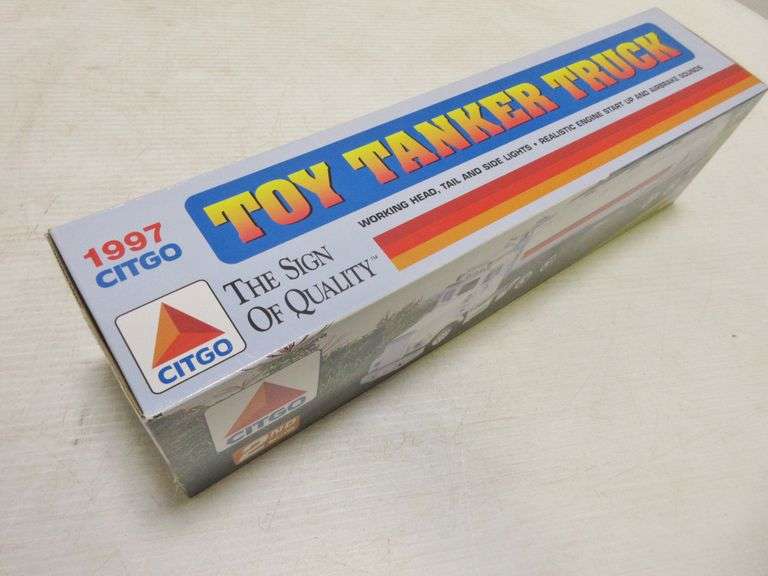 1997
CITGO
TOY TANKER TRUCK
WORKING HEAD, TAIL AND SIDE LIGHTS • REALISTIC ENGINE START UP AND AIRBRAKE SOUNDS
THE SIGN
OF QUALITY™
CITGO
CITGO